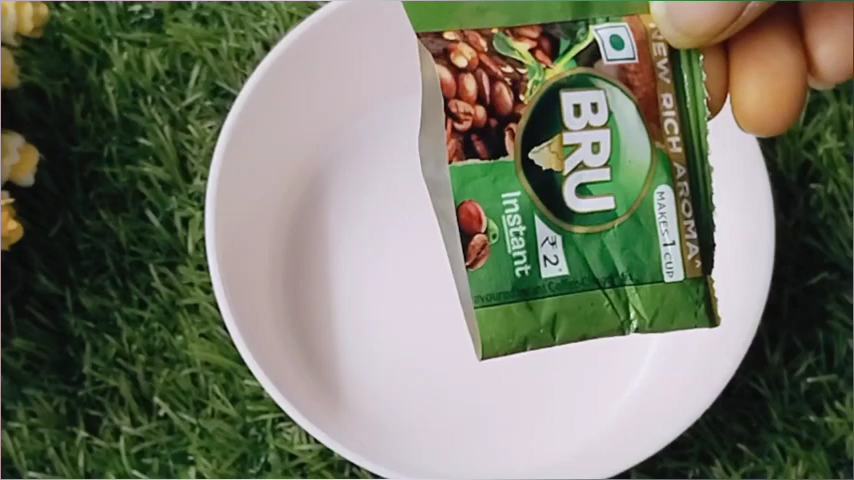 NEW RICH AROMA*
MAKES 1 CUP
BRU
₹2
Instant